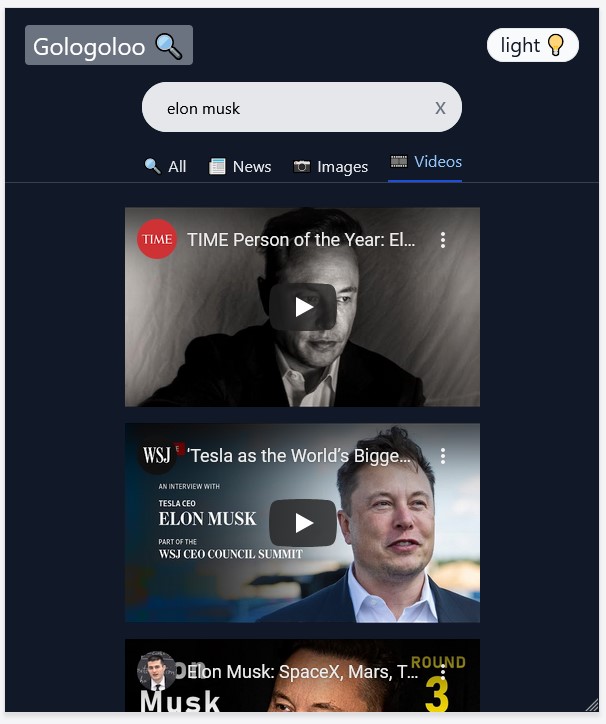 Gologoloo
light
elon musk
X
All
News
Images
Videos
TIME
TIME Person of the Year: El...
WSJ
'Tesla as the World's Bigge...
AN INTERVIEW WITH
TESLA CEO
ELON MUSK
PART OF THE
WSJ CEO COUNCIL SUMMIT
Elon Musk: SpaceX, Mars, T...
ROUND
3
Musk